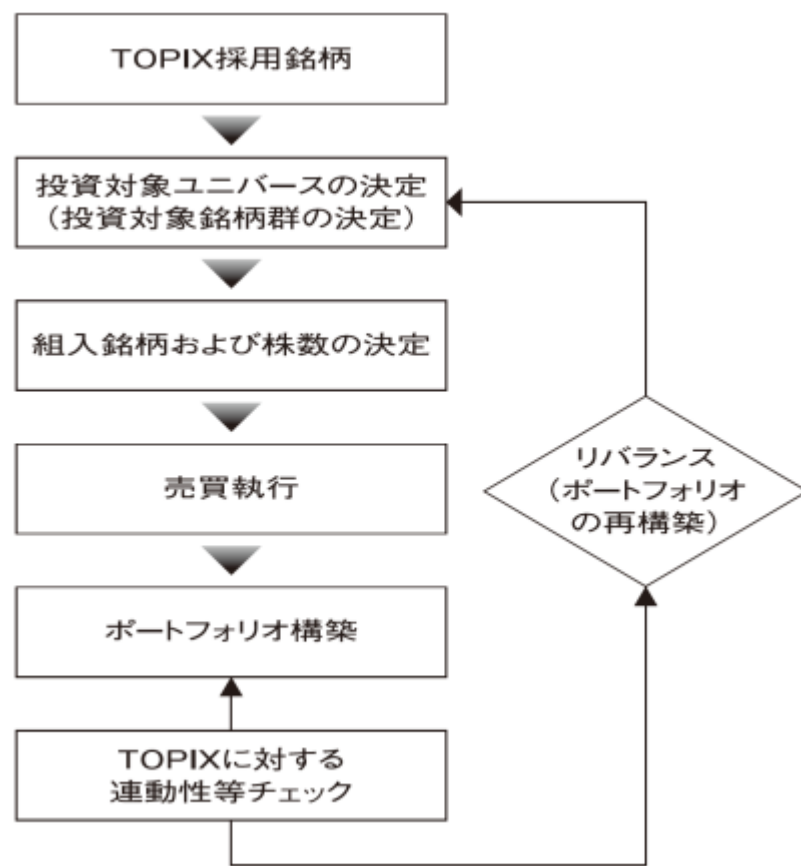 TOPIX採用銘柄
投資対象ユニバースの決定
（投資対象銘柄群の決定）
組入銘柄および株数の決定
売買執行
ポートフォリオ構築
TOPIXに対する
連動性等チェック
リバランス
（ポートフォリオ
の再構築）